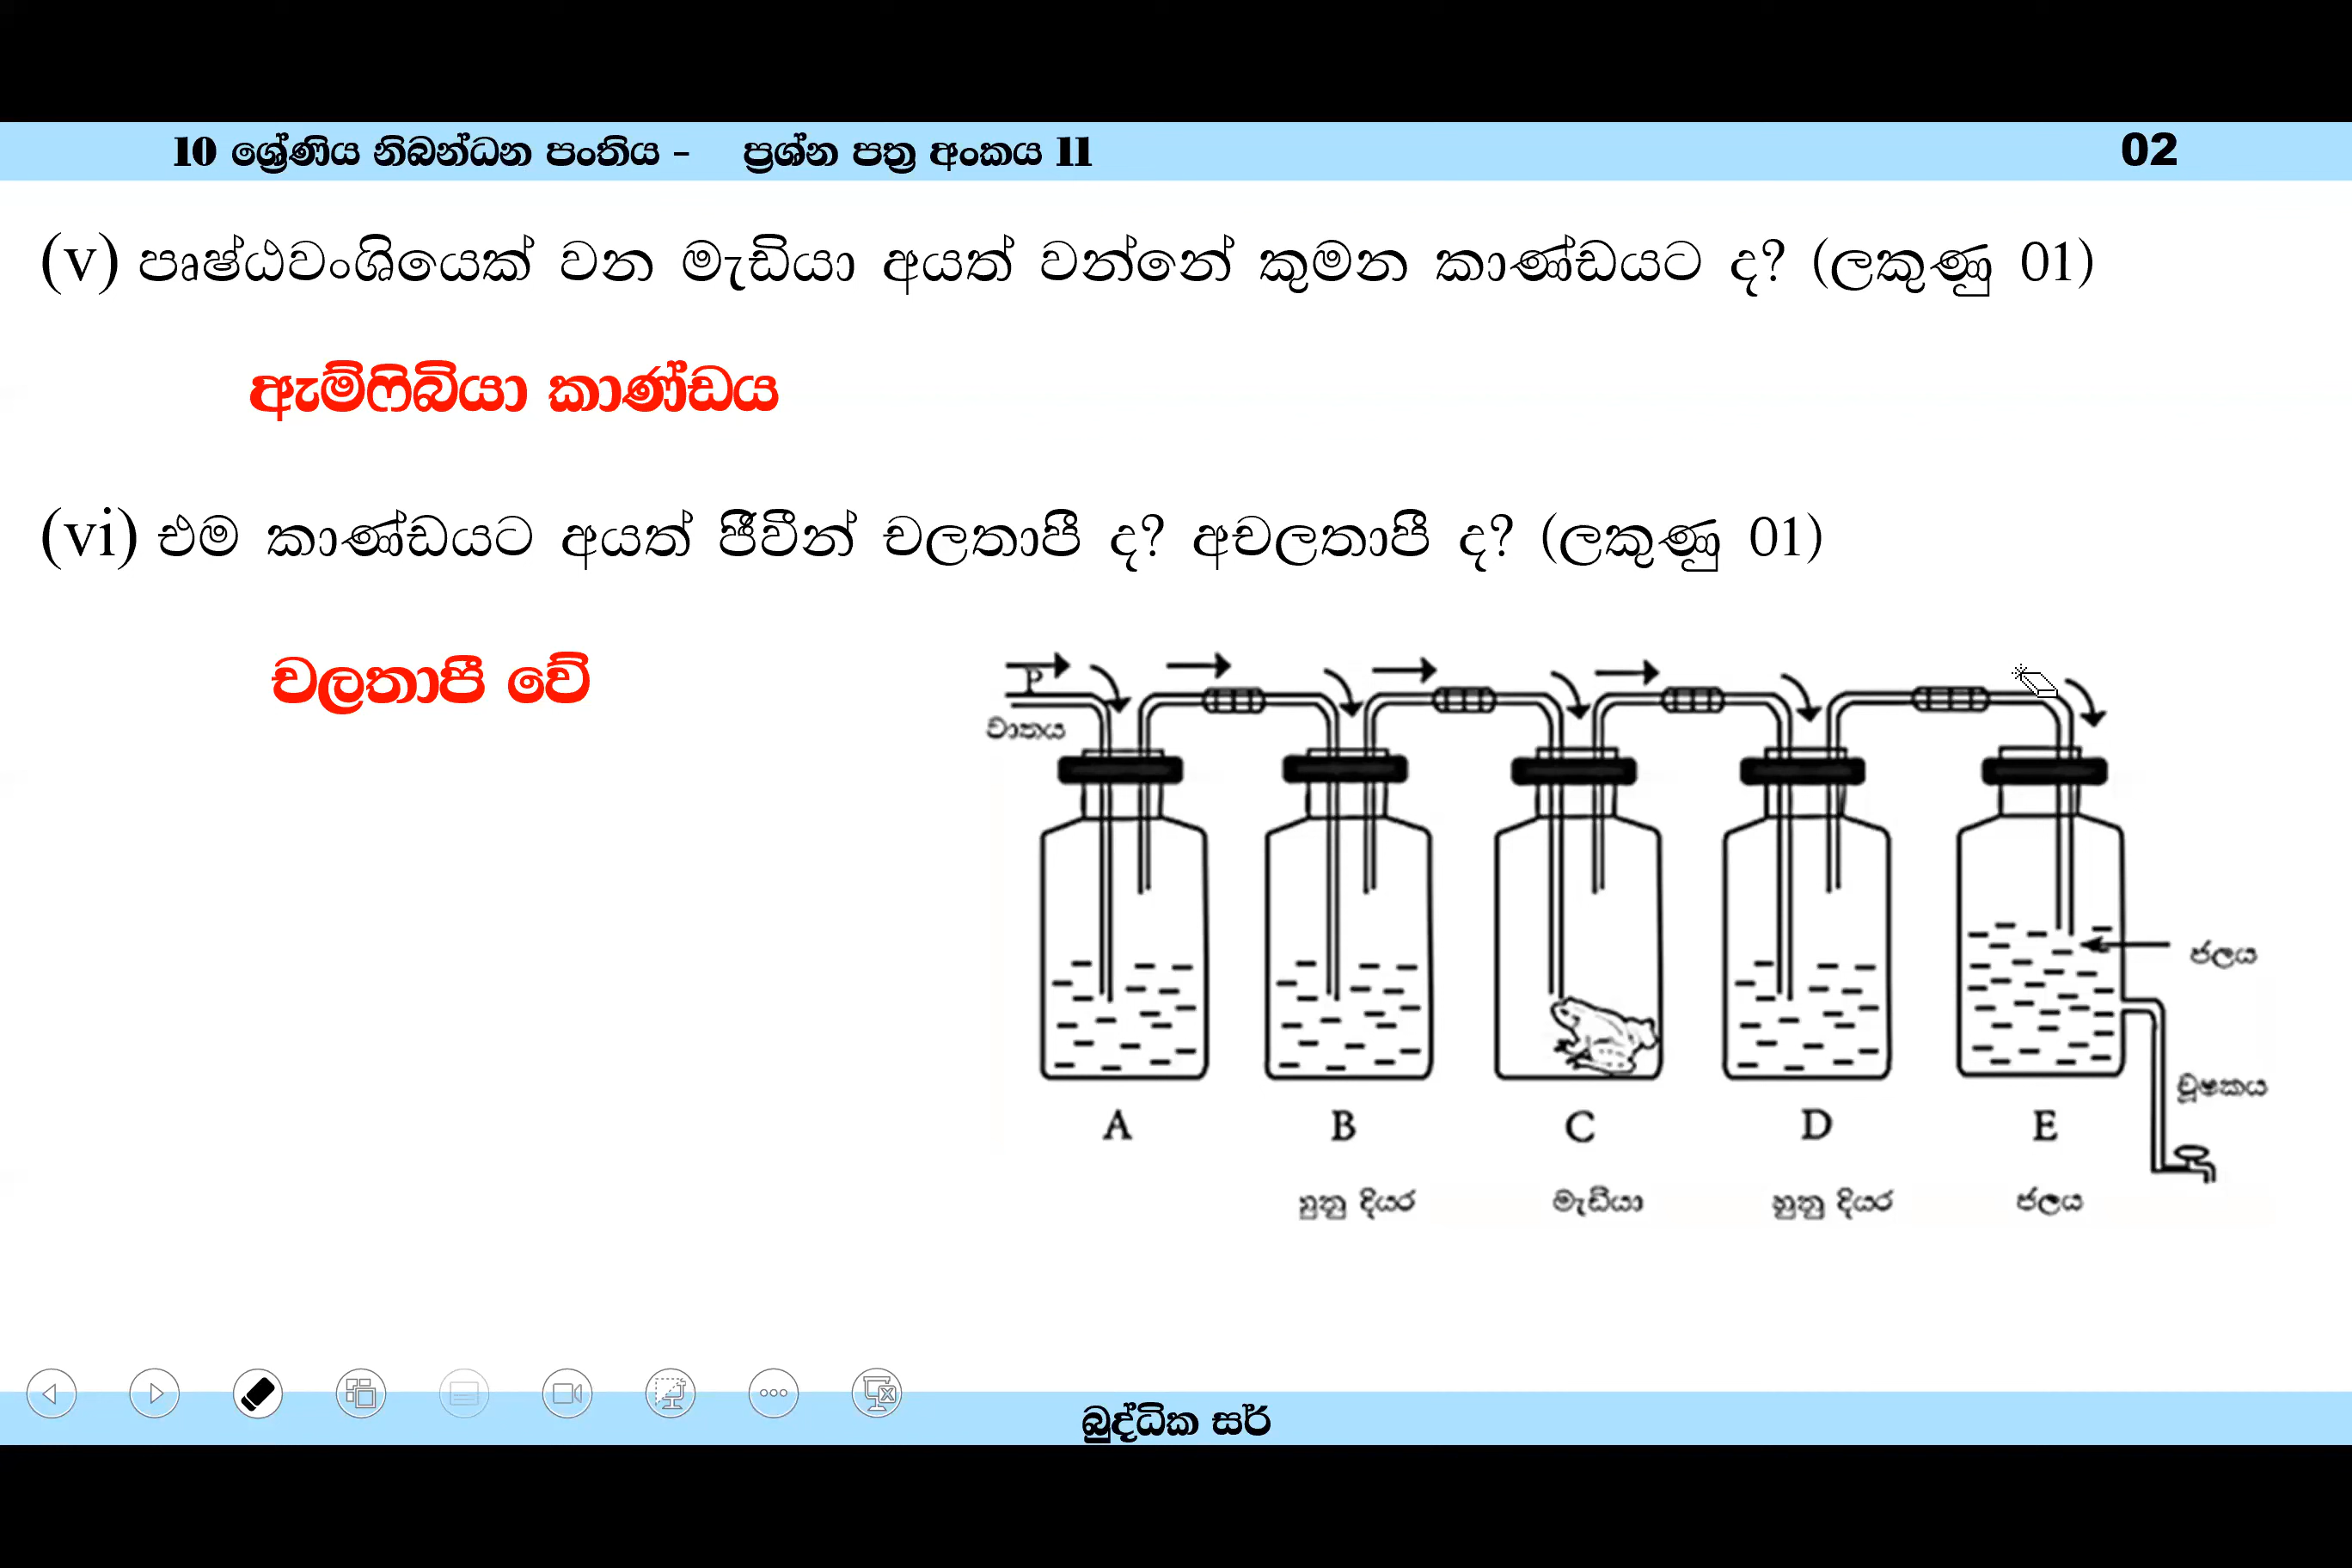 10 ශ්‍රේණිය නිබන්ධන පංතිය - ප්‍රශ්න පත්‍ර අංකය 11 02
(v) පෘෂ්ඨවංශියෙක් වන මැඩියා අයත් වන්නේ කුමන කාණ්ඩයට ද? (ලකුණු 01)
ඇම්ෆිබියා කාණ්ඩය
(vi) එම කාණ්ඩයට අයත් ජීවීන් චලතාපී ද? අචලතාපී ද? (ලකුණු 01)
චලතාපී වේ
P
වාතය
ජලය
චූෂකය
A B C D E
හුනු දියර මැඩියා හුනු දියර ජලය
බුද්ධික සර්